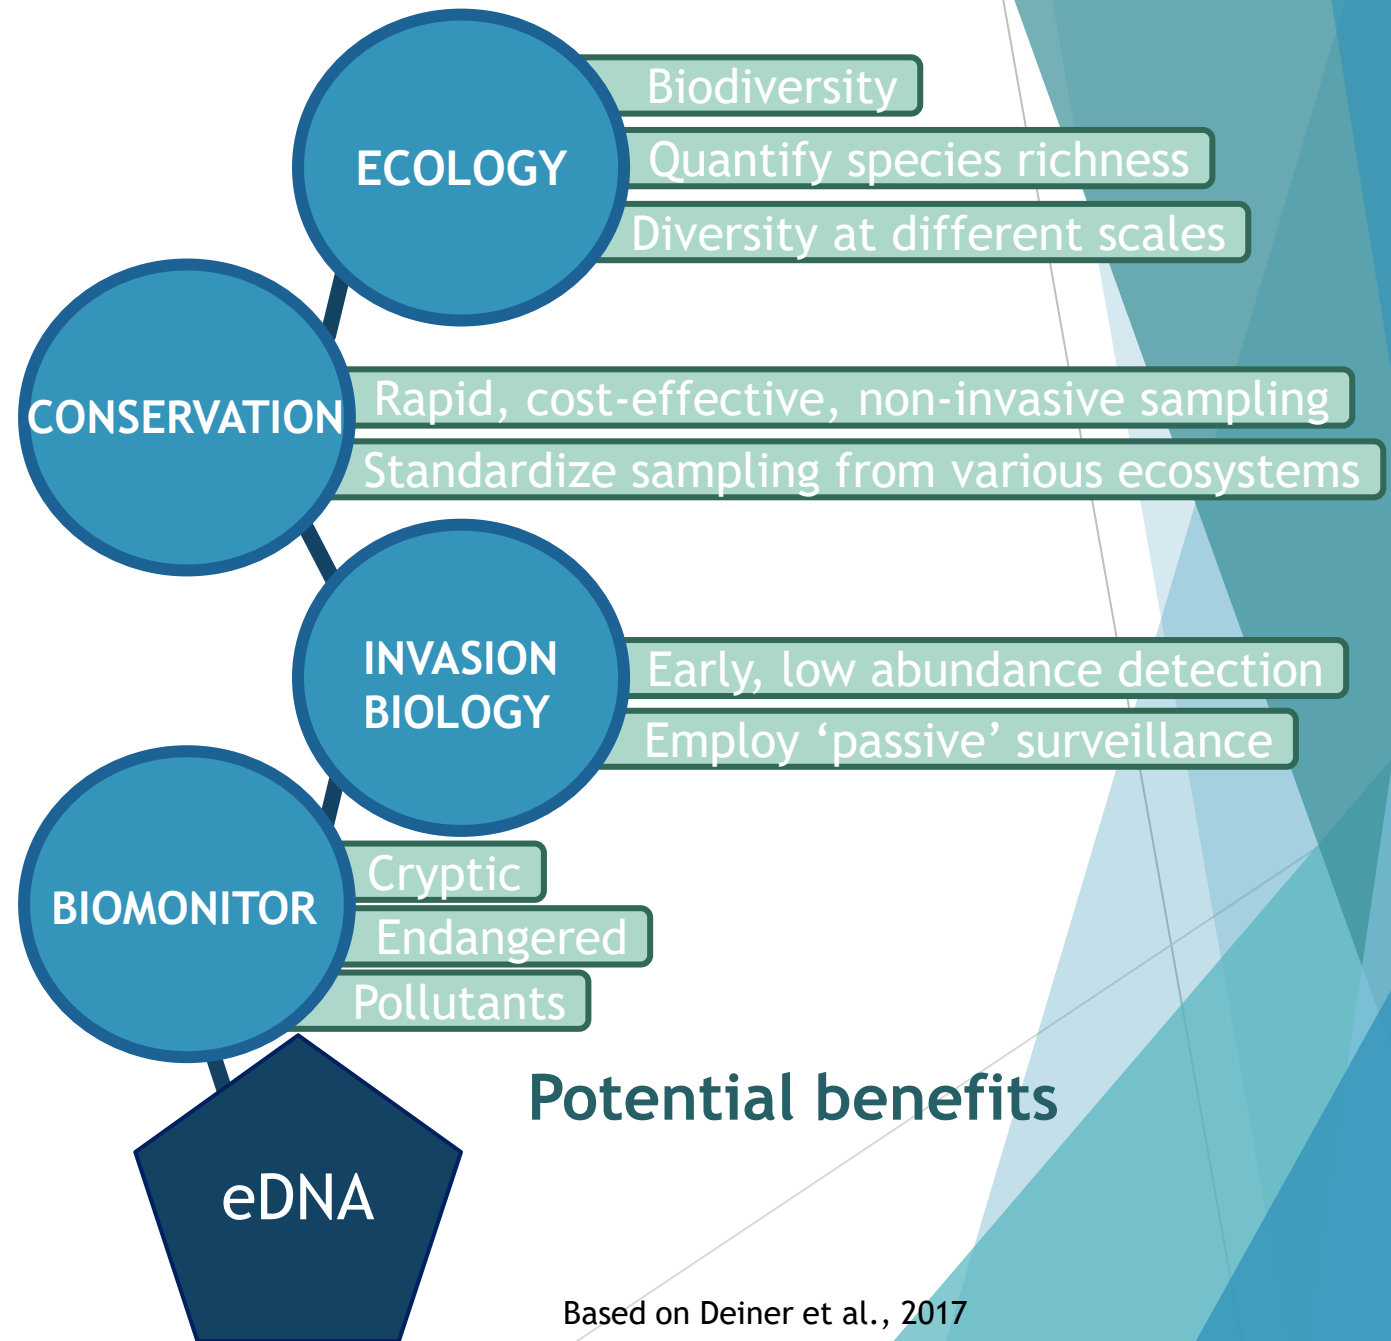 Biodiversity
ECOLOGY
Quantify species richness
Diversity at different scales
CONSERVATION
Rapid, cost-effective, non-invasive sampling
Standardize sampling from various ecosystems
INVASION
BIOLOGY
Early, low abundance detection
Employ ‘passive’ surveillance
BIOMONITOR
Cryptic
Endangered
Pollutants
Potential benefits
eDNA
Based on Deiner et al., 2017